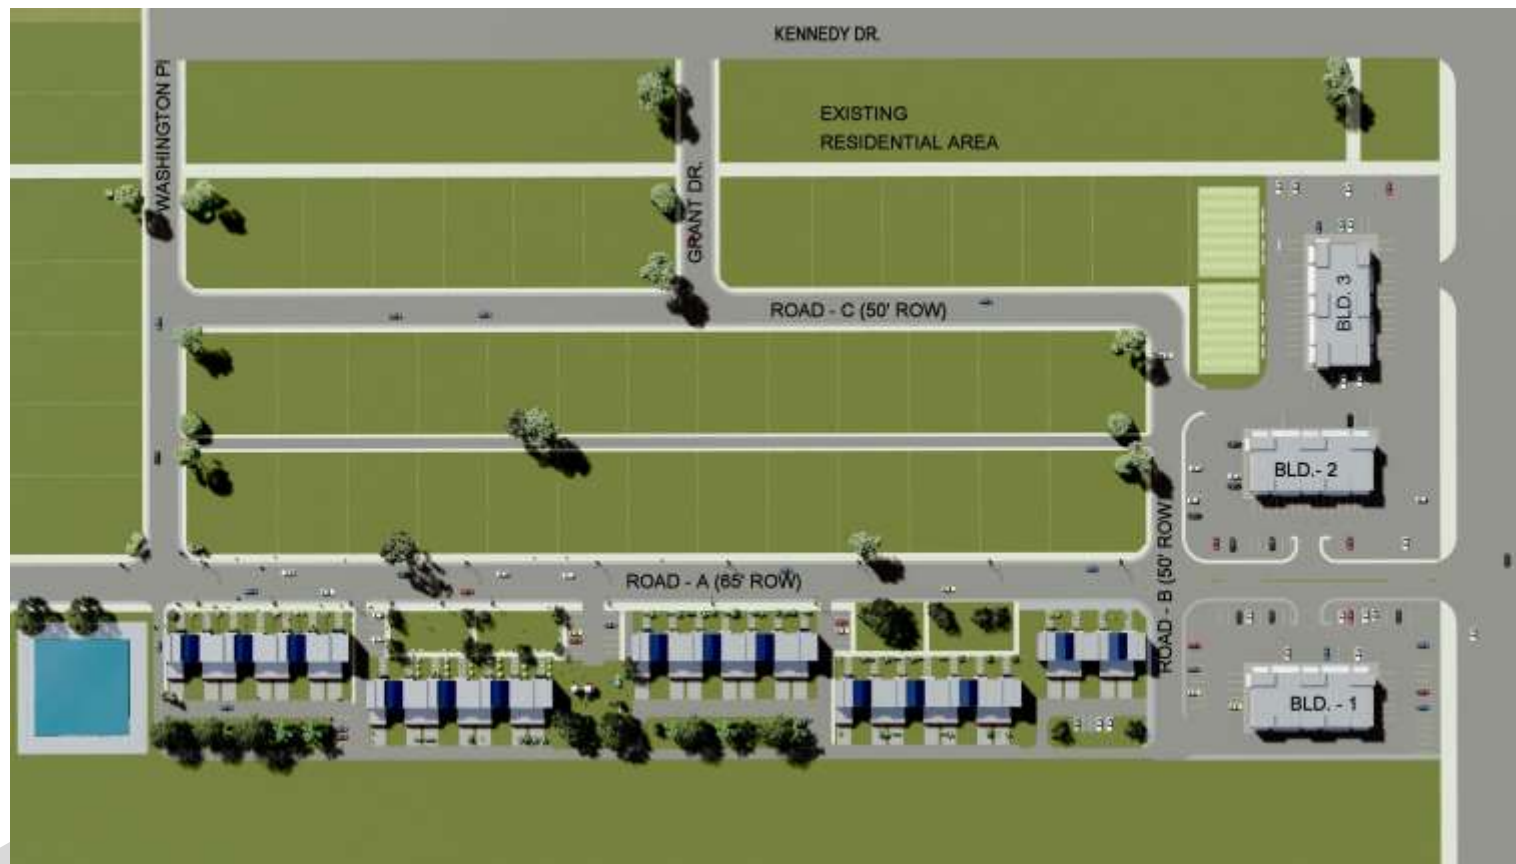 KENNEDY DR.
WASHINGTON Pl
EXISTING
RESIDENTIAL AREA
GRANT DR.
ROAD - C (50' ROW)
BLD. 3
BLD.- 2
ROAD - A (65' ROW)
ROAD - B (50' ROW)
BLD. - 1